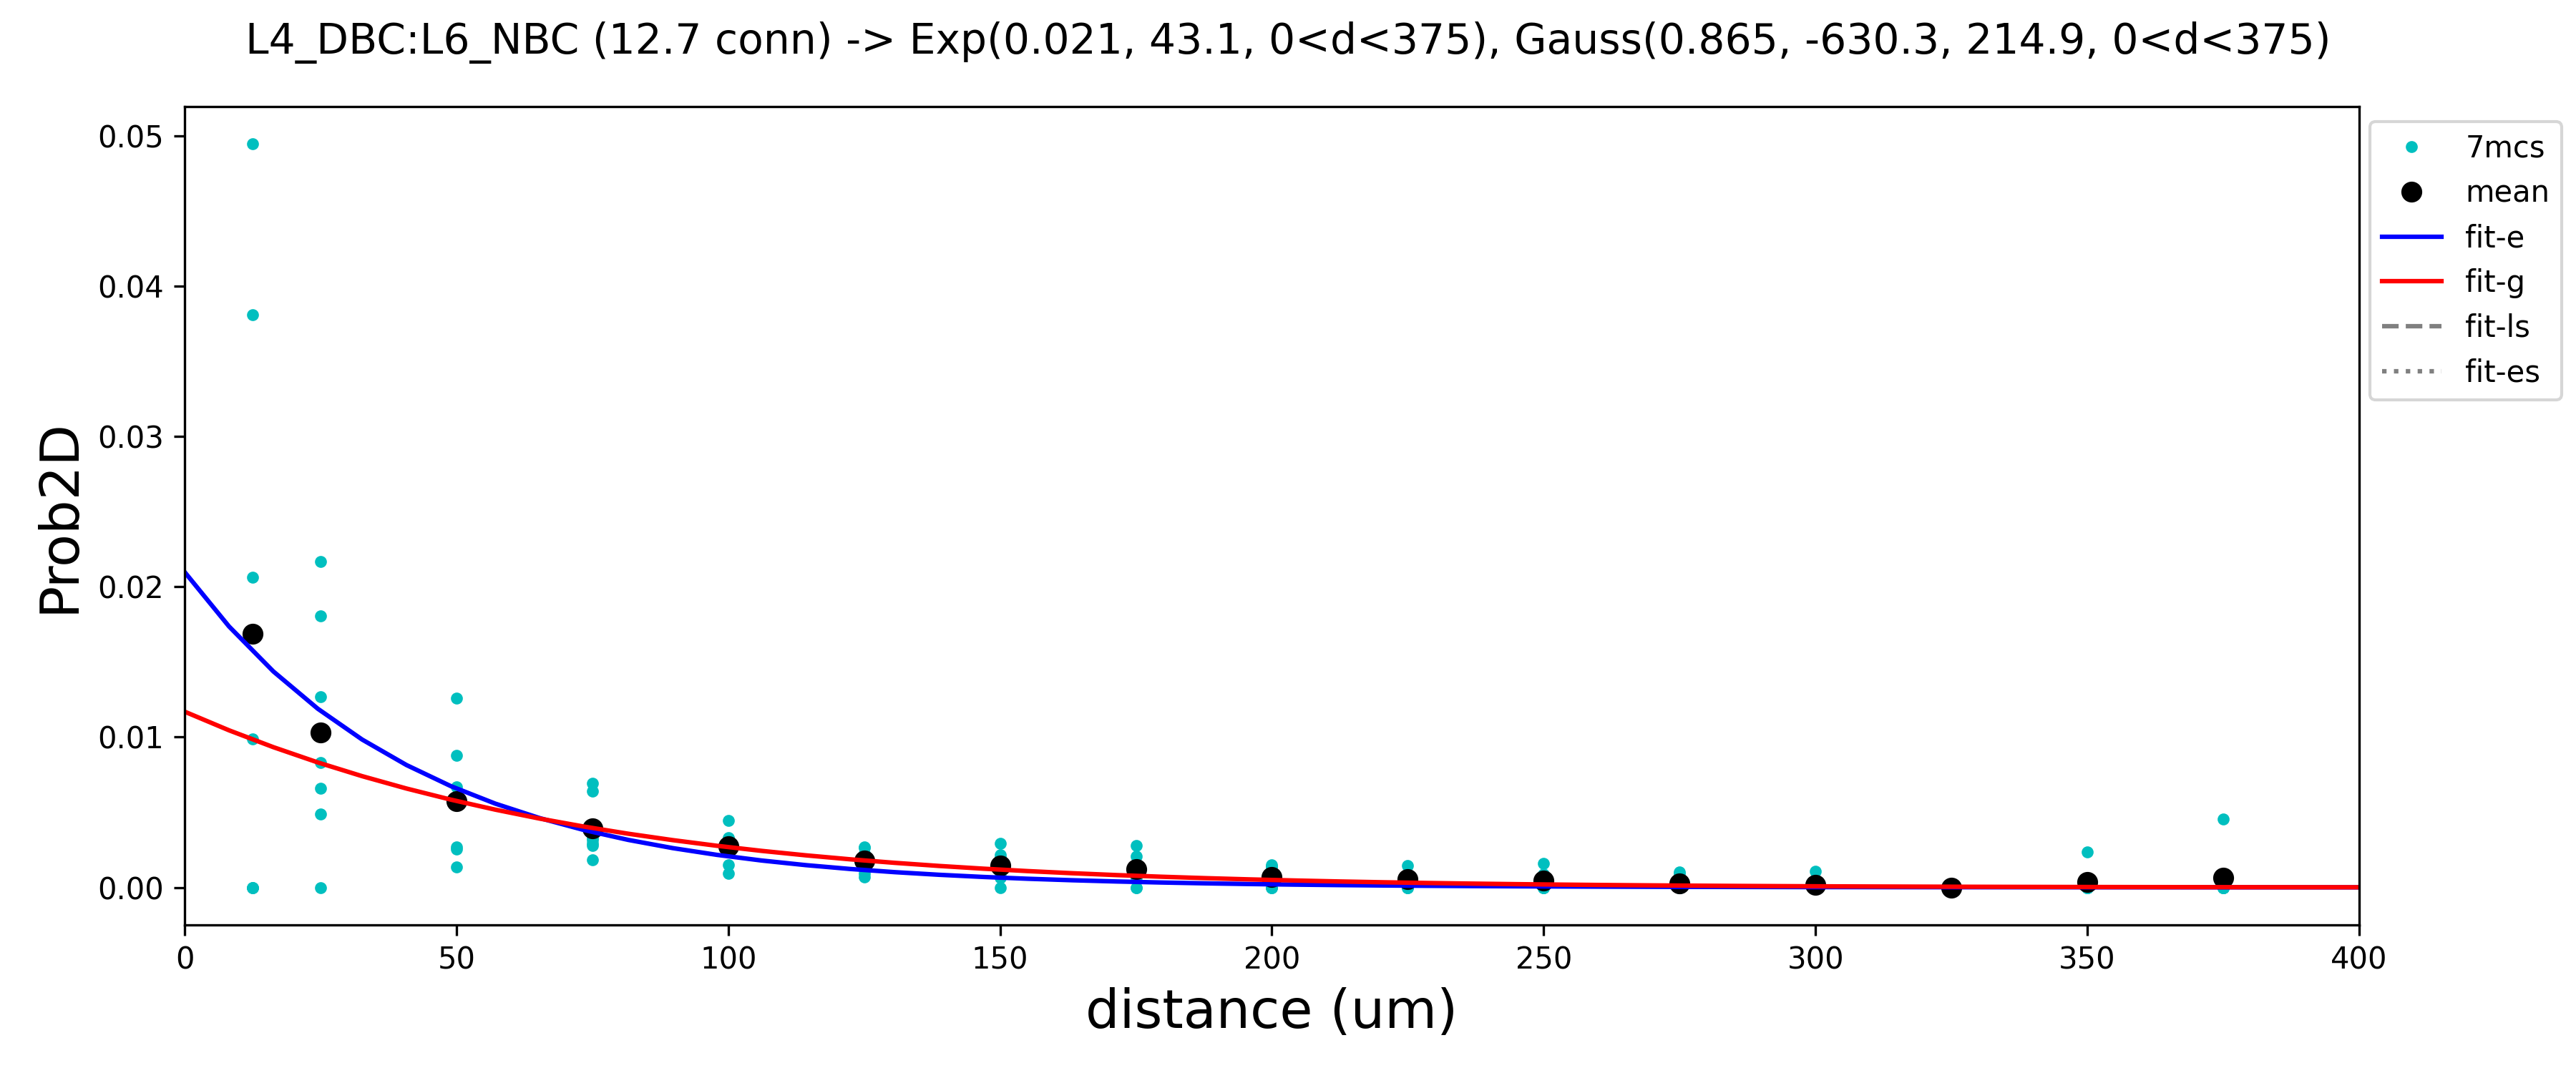 L4_DBC:L6_NBC (12.7 conn) -> Exp(0.021, 43.1, 0<d<375), Gauss(0.865, -630.3, 214.9, 0<d<375)
0.05
0.04
0.03
0.02
0.01
0.00
Prob2D
0 50 100 150 200 250 300 350 400
distance (um)
7mcs
mean
fit-e
fit-g
fit-ls
fit-es